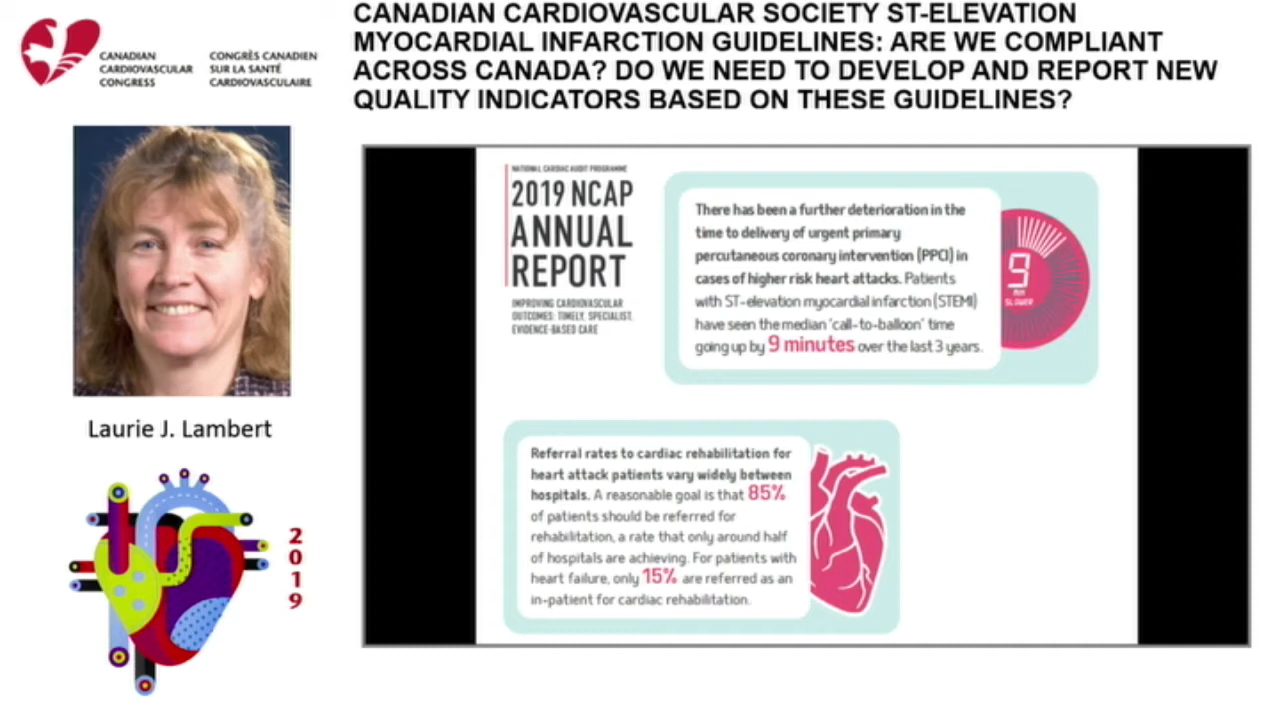 CANADIAN CARDIOVASCULAR SOCIETY ST-ELEVATION
MYOCARDIAL INFARCTION GUIDELINES: ARE WE COMPLIANT
ACROSS CANADA? DO WE NEED TO DEVELOP AND REPORT NEW
QUALITY INDICATORS BASED ON THESE GUIDELINES?
CANADIAN
CARDIOVASCULAR
CONGRESS
CONGRÈS CANADIEN
SUR LA SANTÉ
CARDIOVASCULAIRE
Laurie J. Lambert
2
0
1
9
NATIONAL CARDIAC AUDIT PROGRAMME
2019 NCAP
ANNUAL
REPORT
IMPROVING CARDIOVASCULAR
OUTCOMES: TIMELY, SPECIALIST,
EVIDENCE-BASED CARE
There has been a further deterioration in the
time to delivery of urgent primary
percutaneous coronary intervention (PPCI) in
cases of higher risk heart attacks. Patients
with ST-elevation myocardial infarction (STEMI)
have seen the median 'call-to-balloon' time
going up by 9 minutes over the last 3 years.
9
MIN
SLOWER
Referral rates to cardiac rehabilitation for
heart attack patients vary widely between
hospitals. A reasonable goal is that 85%
of patients should be referred for
rehabilitation, a rate that only around half
of hospitals are achieving. For patients with
heart failure, only 15% are referred as an
in-patient for cardiac rehabilitation.